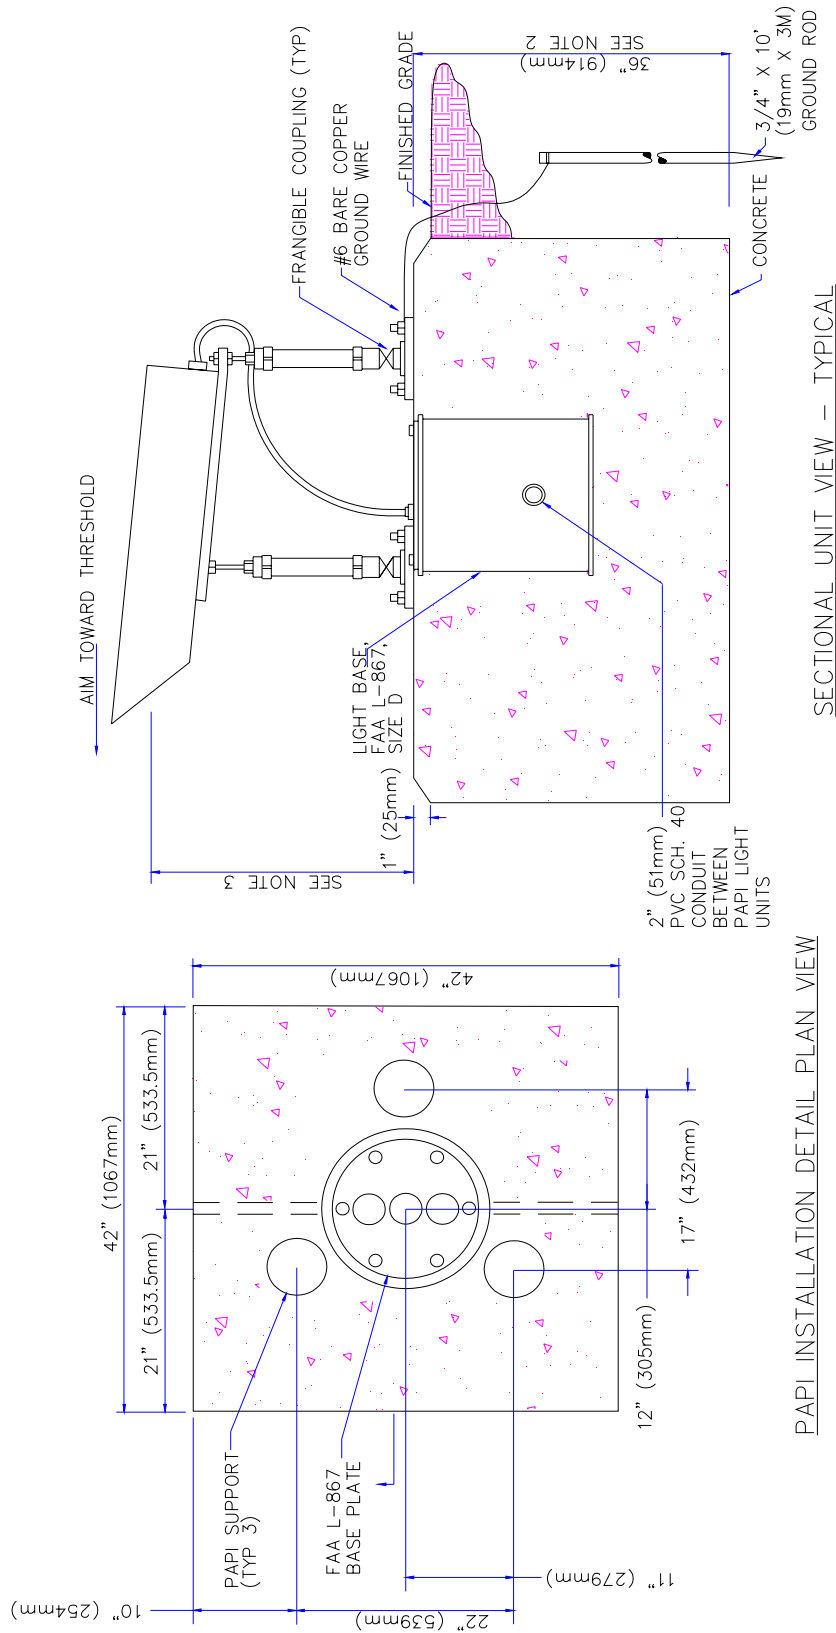 42" (1067mm)
21" (533.5mm)
21" (533.5mm)
42" (1067mm)
PAPI SUPPORT
(TYP 3)
FAA L-867
BASE PLATE
10" (254mm)
22" (539mm)
11" (279mm)
12" (305mm)
17" (432mm)
PAPI INSTALLATION DETAIL PLAN VIEW
AIM TOWARD THRESHOLD
SEE NOTE 3
1" (25mm)
LIGHT BASE,
FAA L-867,
SIZE D
2" (51mm)
PVC SCH. 40
CONDUIT
BETWEEN
PAPI LIGHT
UNITS
FRANGIBLE COUPLING (TYP)
#6 BARE COPPER
GROUND WIRE
FINISHED GRADE
36" (914mm)
SEE NOTE 2
3/4" X 10'
(19mm X 3M)
GROUND ROD
CONCRETE
SECTIONAL UNIT VIEW - TYPICAL